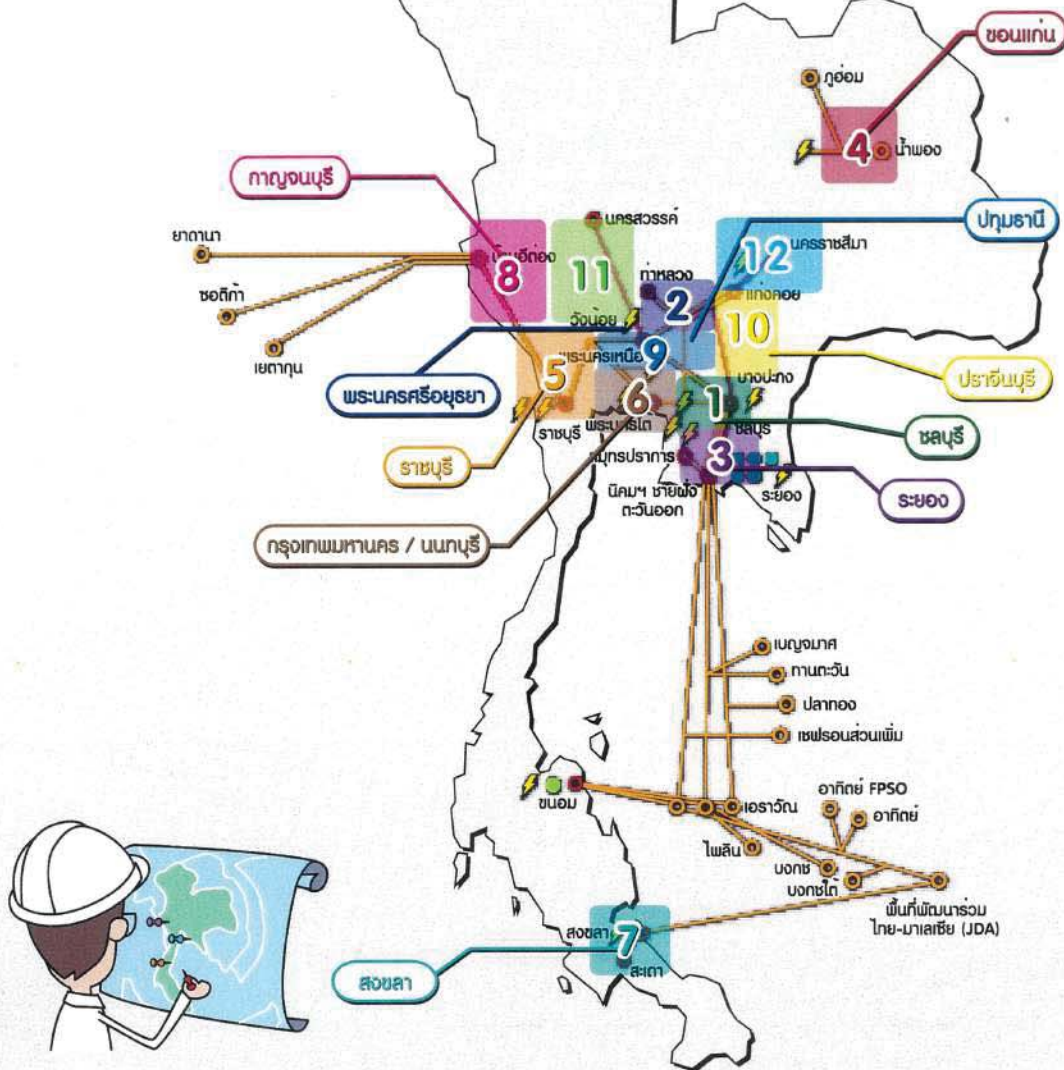 ขอนแก่น
ภูฮ่อม
4
น้ำพอง
กาญจนบุรี
ปทุมธานี
นครสวรรค์
นครราชสีมา
ยาดานา
บ้านอีต่อง
8
11
12
ท่าหลวง
แก่งคอย
2
ซอติก้า
10
วังน้อย
เยตากุน
พระนครเหนือ
9
5
บางปะกง
ปราจีนบุรี
พระนครศรีอยุธยา
6
1
ราชบุรี
พระนครใต้
ชลบุรี
ชลบุรี
สมุทรปราการ
3
ราชบุรี
นิคมฯ ชายฝั่ง
ตะวันออก
ระยอง
ระยอง
กรุงเทพมหานคร / นนทบุรี
เบญจมาศ
ทานตะวัน
ปลาทอง
เชฟรอนส่วนเพิ่ม
ขนอม
เอราวัณ
อาทิตย์ FPSO
อาทิตย์
ไพลิน
บงกช
บงกชใต้
พื้นที่พัฒนาร่วม
ไทย-มาเลเซีย (JDA)
สงขลา
7
สะเดา
สงขลา